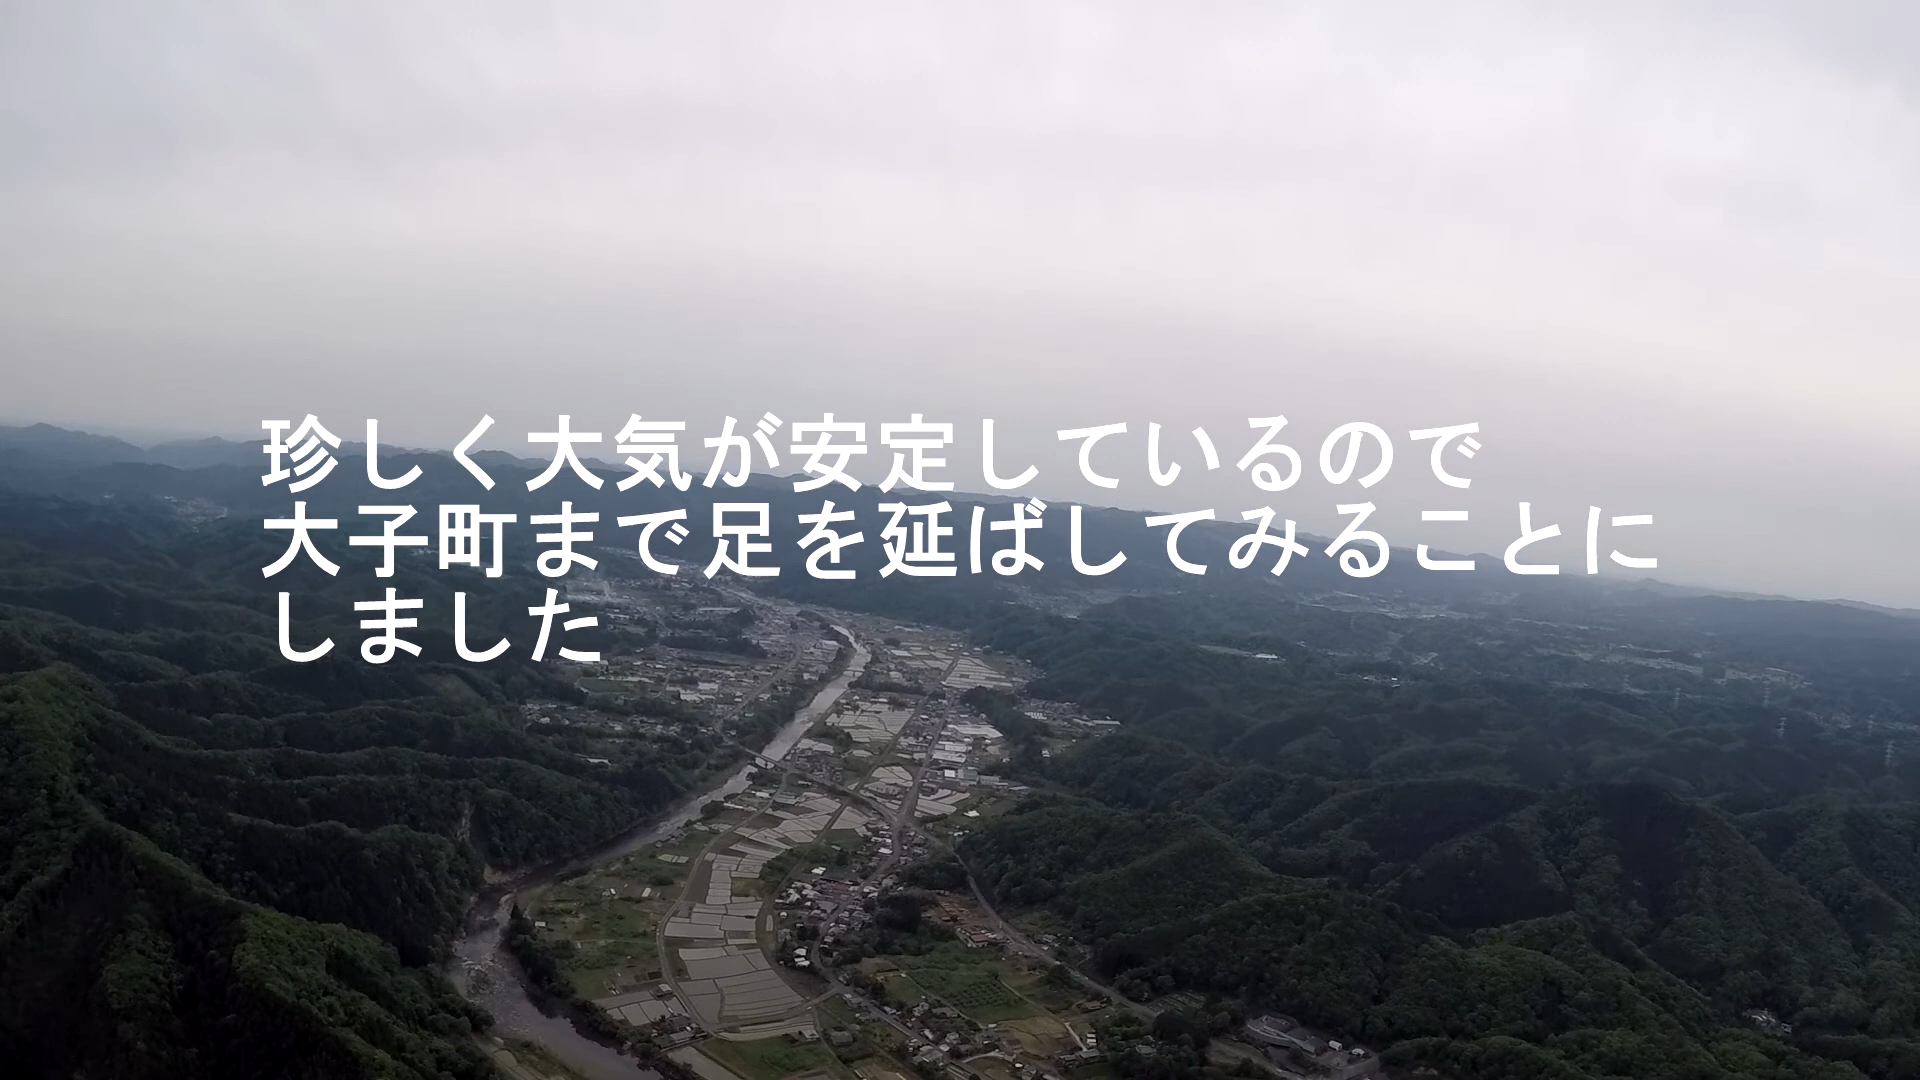 珍しく大気が安定しているので
大子町まで足を延ばしてみることに
しました